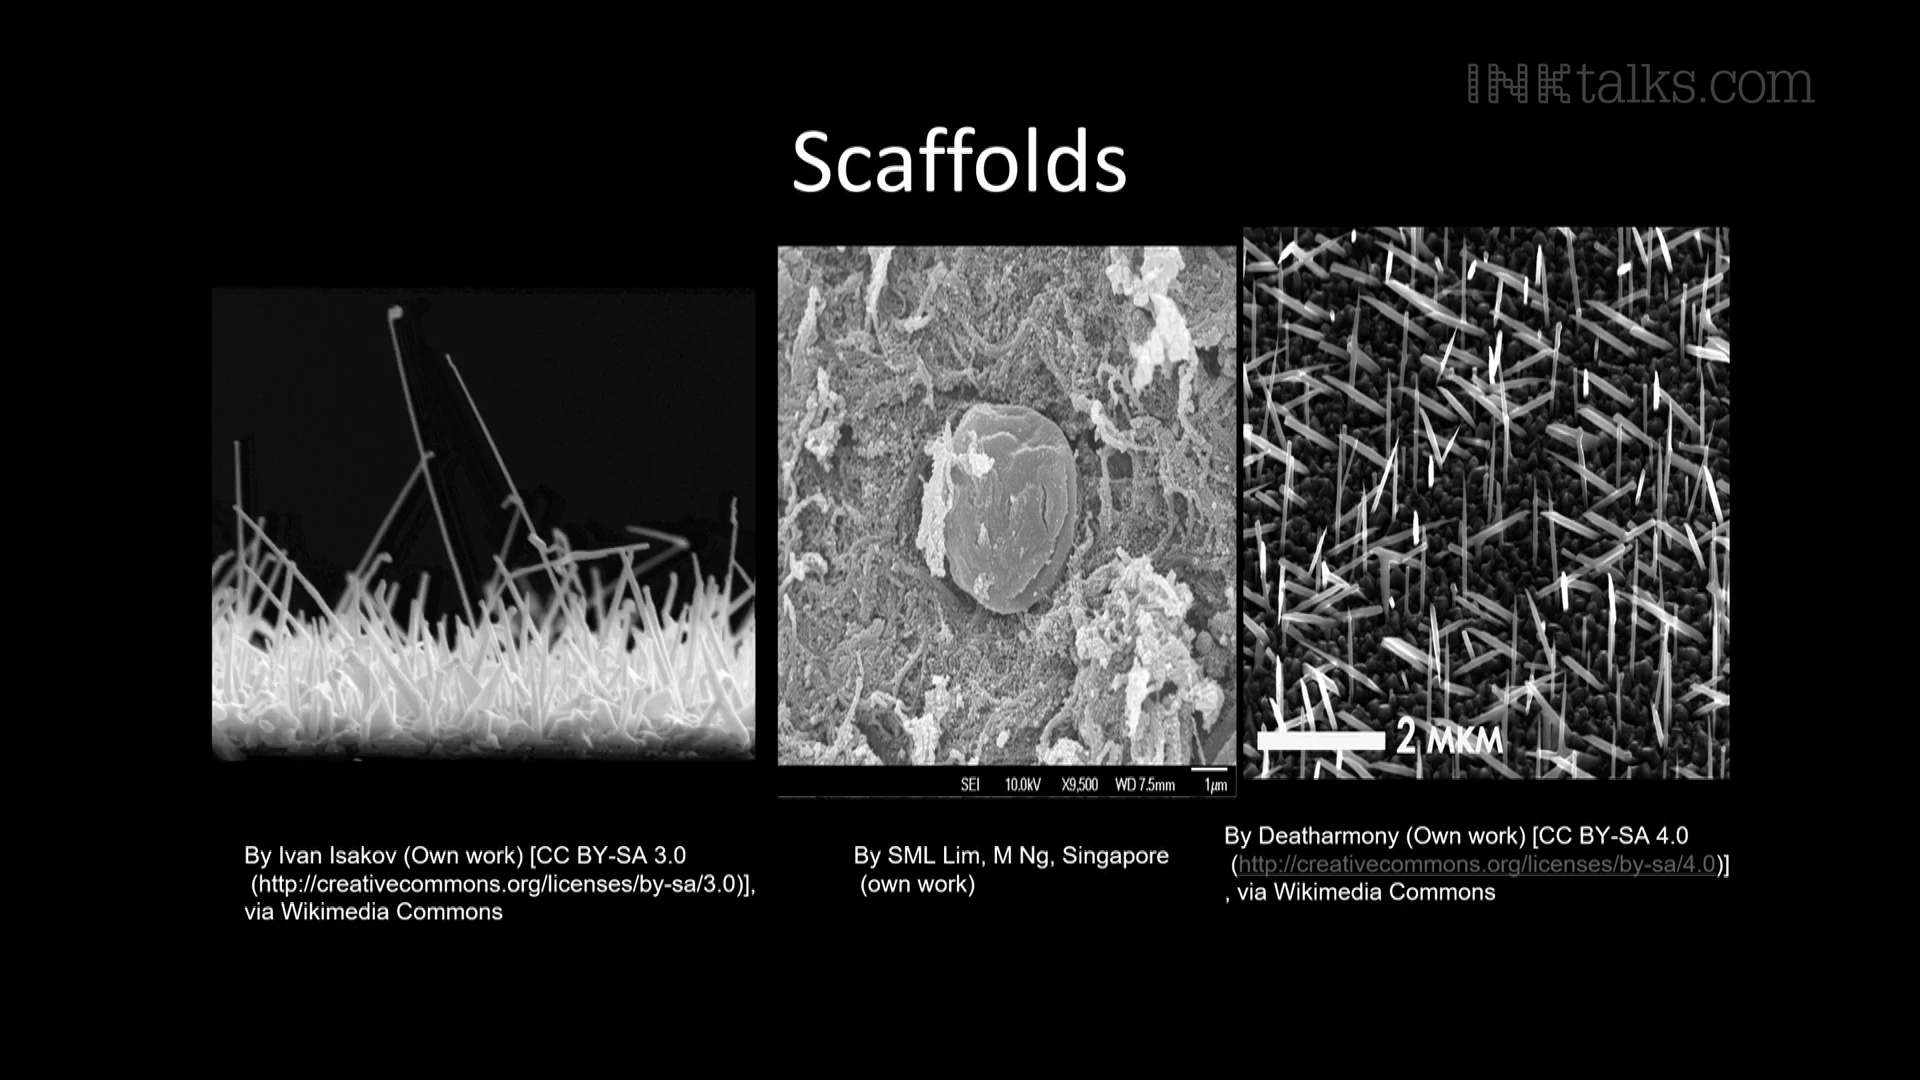 INKtalks.com
Scaffolds
2 МКМ
SEI 10.0kV X9,500 WD 7.5mm 1µm
By Ivan Isakov (Own work) [CC BY-SA 3.0
(http://creativecommons.org/licenses/by-sa/3.0)],
via Wikimedia Commons
By SML Lim, M Ng, Singapore
(own work)
By Deatharmony (Own work) [CC BY-SA 4.0
(http://creativecommons.org/licenses/by-sa/4.0)]
, via Wikimedia Commons